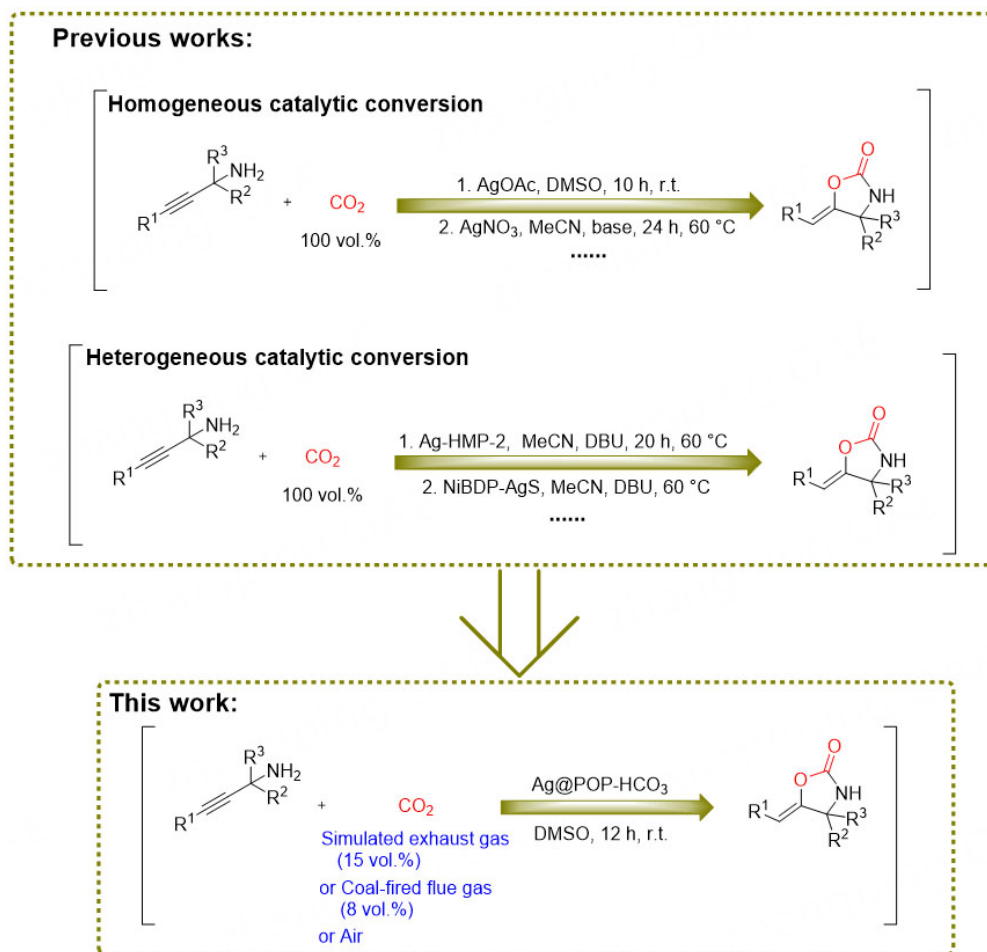 Previous works:
Homogeneous catalytic conversion
R³
NH₂
R²
R¹
+
CO₂
100 vol.%
1. AgOAc, DMSO, 10 h, r.t.
2. AgNO₃, MeCN, base, 24 h, 60 °C
......
O
O
NH
R¹
R³
R²
Heterogeneous catalytic conversion
R³
NH₂
R²
R¹
+
CO₂
100 vol.%
1. Ag-HMP-2, MeCN, DBU, 20 h, 60 °C
2. NiBDP-AgS, MeCN, DBU, 60 °C
......
O
O
NH
R¹
R³
R²
This work:
R³
NH₂
R²
R¹
+
CO₂
Simulated exhaust gas
(15 vol.%)
or Coal-fired flue gas
(8 vol.%)
or Air
Ag@POP-HCO₃
DMSO, 12 h, r.t.
O
O
NH
R¹
R³
R²